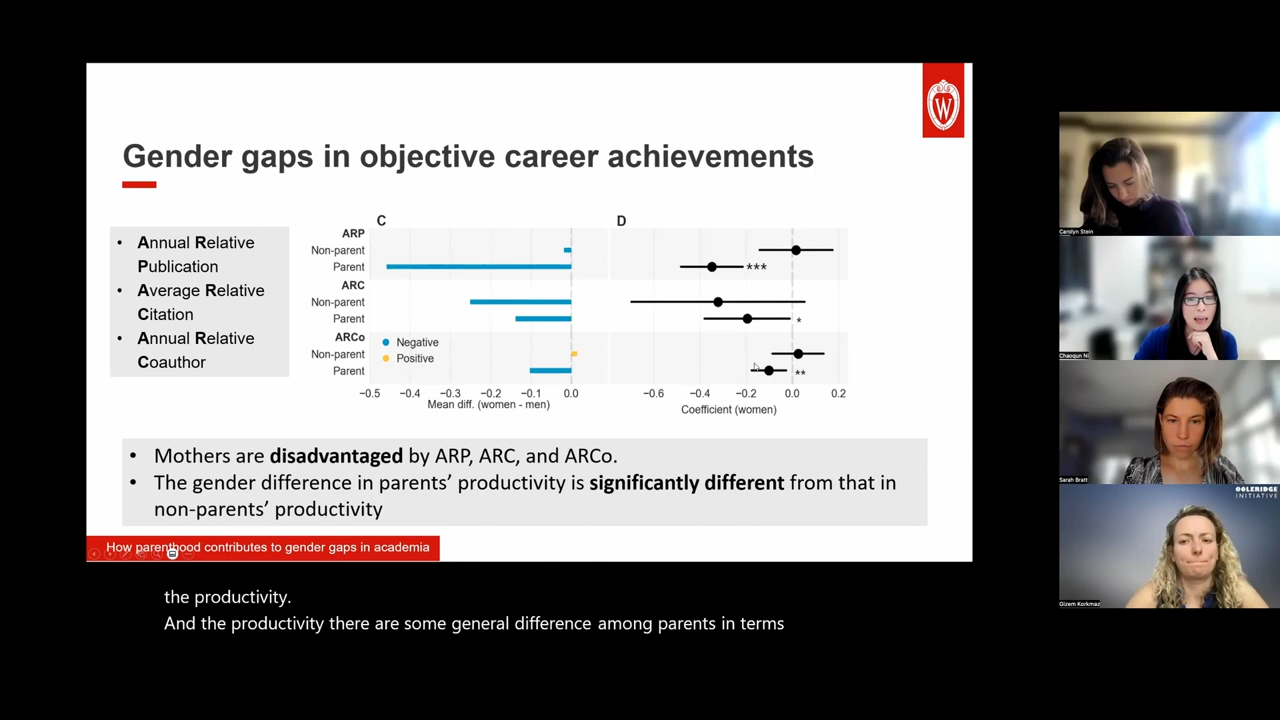 W
Gender gaps in objective career achievements
• Annual Relative
Publication
• Average Relative
Citation
• Annual Relative
Coauthor
C
D
ARP
Non-parent
Parent
***
ARC
Non-parent
Parent
*
ARCo
Non-parent
Parent
**
Negative
Positive
−0.5 −0.4 −0.3 −0.2 −0.1 0.0
Mean diff. (women - men)
−0.6 −0.4 −0.2 0.0 0.2
Coefficient (women)
• Mothers are disadvantaged by ARP, ARC, and ARCo.
• The gender difference in parents’ productivity is significantly different from that in
non-parents’ productivity
How parenthood contributes to gender gaps in academia
the productivity.
And the productivity there are some general difference among parents in terms
Carolyn Stein
Chaoqun Ni
Sarah Bratt
COLERIDGE
INITIATIVE
Gizem Korkmaz